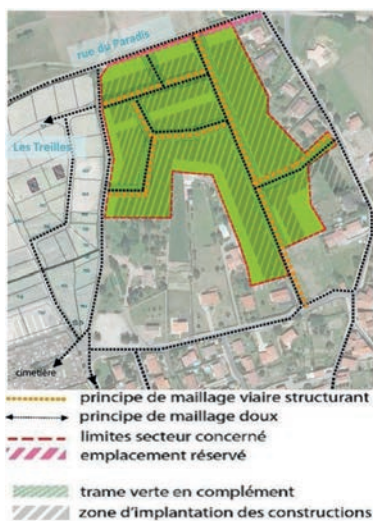 rue du Paradis
Les Treilles
cimetière
principe de maillage viaire structurant
principe de maillage doux
limites secteur concerné
emplacement réservé
trame verte en complément
zone d'implantation des constructions